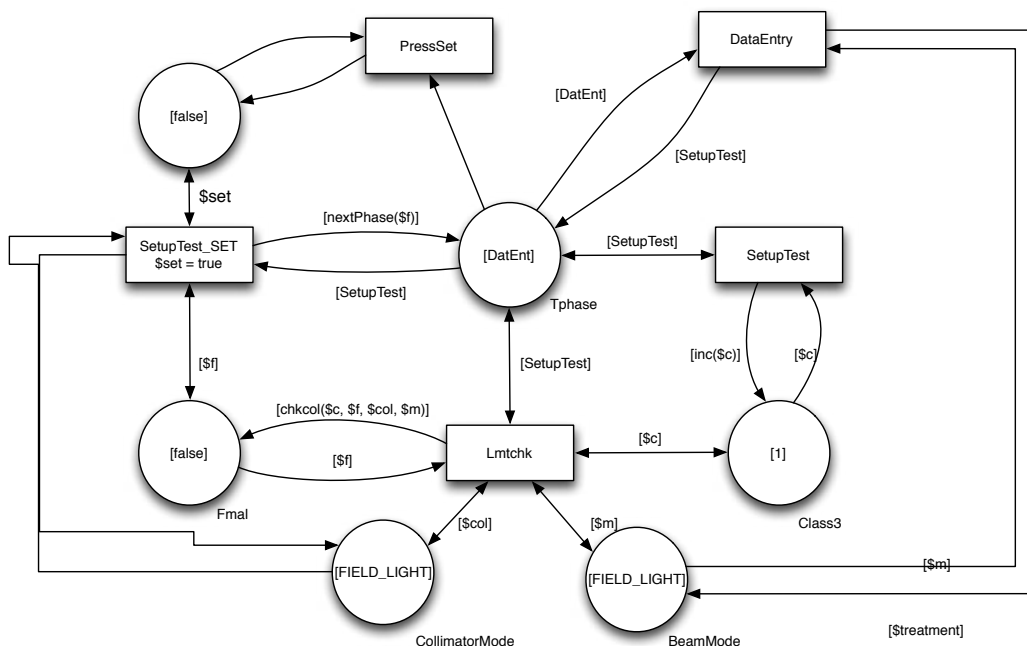 PressSet
DataEntry
[false]
[DatEnt]
[SetupTest]
$set
[nextPhase($f)]
SetupTest_SET
$set = true
[DatEnt]
[SetupTest]
SetupTest
[SetupTest]
Tphase
[$f]
[SetupTest]
[inc($c)]
[$c]
[chkcol($c, $f, $col, $m)]
[false]
[$f]
Lmtchk
[$c]
[1]
Fmal
Class3
[$col]
[$m]
[FIELD_LIGHT]
[FIELD_LIGHT]
[$m]
CollimatorMode
BeamMode
[$treatment]